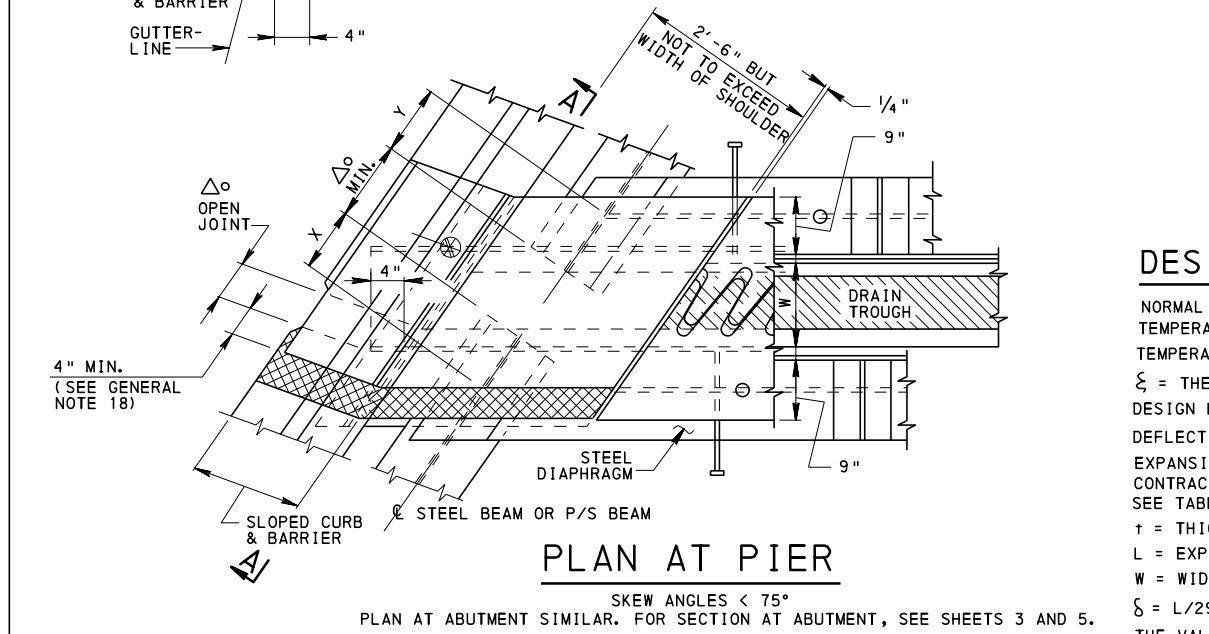 & BARRIER
GUTTER-
LINE
4"
2'-6" BUT
NOT TO EXCEED
WIDTH OF SHOULDER
1/4"
9"
A
Y
△°
MIN.
X
△°
OPEN
JOINT
4"
W
DRAIN
TROUGH
4" MIN.
(SEE GENERAL
NOTE 18)
STEEL
DIAPHRAGM
9"
℄ STEEL BEAM OR P/S BEAM
SLOPED CURB
& BARRIER
A
PLAN AT PIER
SKEW ANGLES < 75°
PLAN AT ABUTMENT SIMILAR. FOR SECTION AT ABUTMENT, SEE SHEETS 3 AND 5.
DES
NORMAL
TEMPERA
TEMPERA
ξ = THE
DESIGN
DEFLECT
EXPANSI
CONTRAC
SEE TAB
t = THI
L = EXP
W = WID
δ = L/29
THE VAL